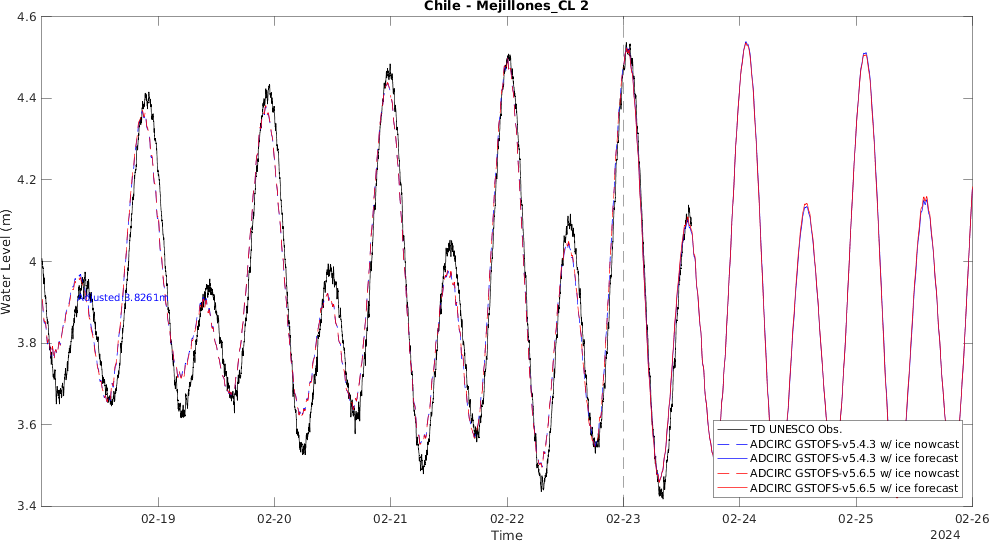 Chile - Mejillones_CL 2
4.6
4.4
4.2
4
3.8
3.6
3.4
Water Level (m)
Adjusted:3.8261m
TD UNESCO Obs.
ADCIRC GSTOFS-v5.4.3 w/ ice nowcast
ADCIRC GSTOFS-v5.4.3 w/ ice forecast
ADCIRC GSTOFS-v5.6.5 w/ ice nowcast
ADCIRC GSTOFS-v5.6.5 w/ ice forecast
02-19 02-20 02-21 02-22 02-23 02-24 02-25 02-26
Time
2024